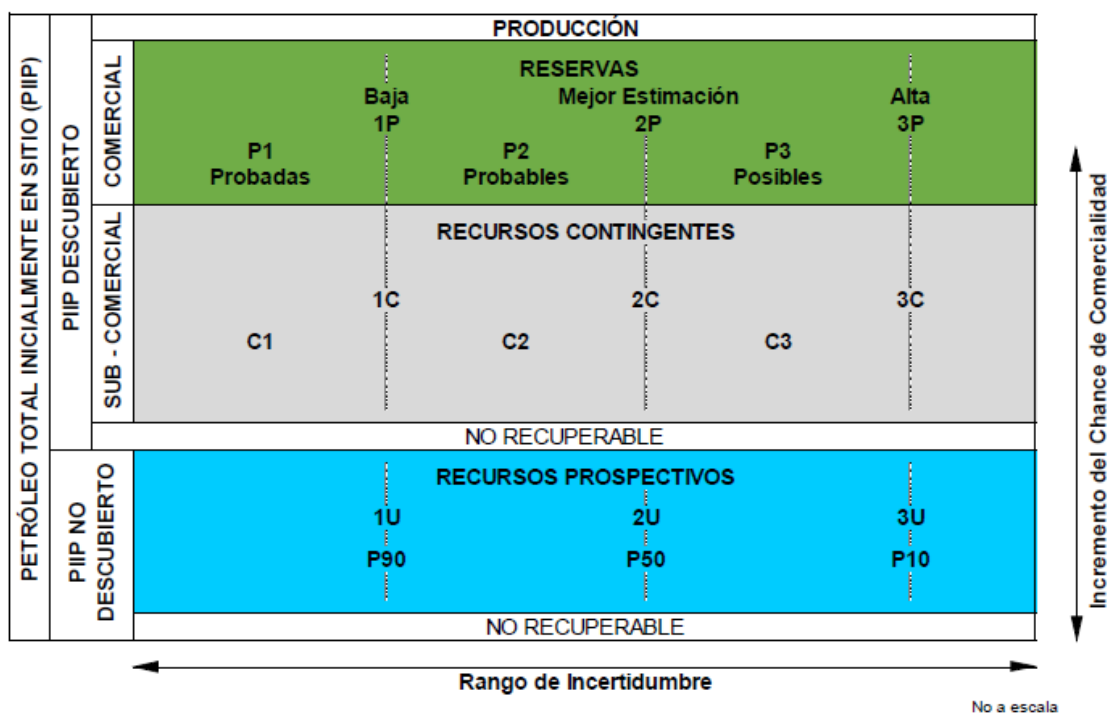 PRODUCCIÓN
PETRÓLEO TOTAL INICIALMENTE EN SITIO (PIIP)
PIIP DESCUBIERTO
COMERCIAL
RESERVAS
Baja Mejor Estimación Alta
1P 2P 3P
P1 P2 P3
Probadas Probables Posibles
SUB - COMERCIAL
RECURSOS CONTINGENTES
1C 2C 3C
C1 C2 C3
NO RECUPERABLE
PIIP NO
DESCUBIERTO
RECURSOS PROSPECTIVOS
1U 2U 3U
P90 P50 P10
NO RECUPERABLE
Incremento del Chance de Comercialidad
Rango de Incertidumbre
No a escala